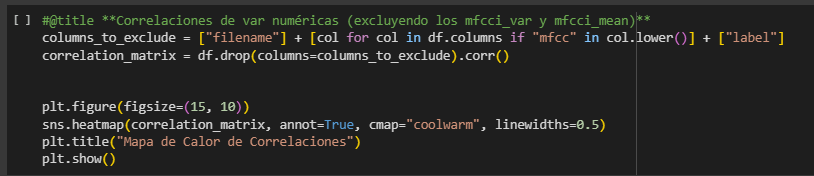 [ ] #@title **Correlaciones de var numéricas (excluyendo los mfcci_var y mfcci_mean)**
columns_to_exclude = ["filename"] + [col for col in df.columns if "mfcc" in col.lower()] + ["label"]
correlation_matrix = df.drop(columns=columns_to_exclude).corr()
plt.figure(figsize=(15, 10))
sns.heatmap(correlation_matrix, annot=True, cmap="coolwarm", linewidths=0.5)
plt.title("Mapa de Calor de Correlaciones")
plt.show()